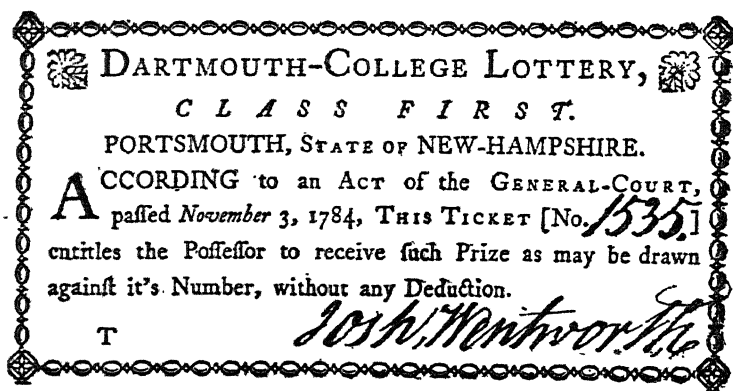 DARTMOUTH-COLLEGE LOTTERY,
CLASS FIRST.
PORTSMOUTH, STATE OF NEW-HAMPSHIRE.
ACCORDING to an ACT of the GENERAL-COURT,
paſſed November 3, 1784, THIS TICKET [No. 1535.]
entitles the Poſſeſſor to receive ſuch Prize as may be drawn
againſt it's Number, without any Deduction.
T Josh. Wentworth